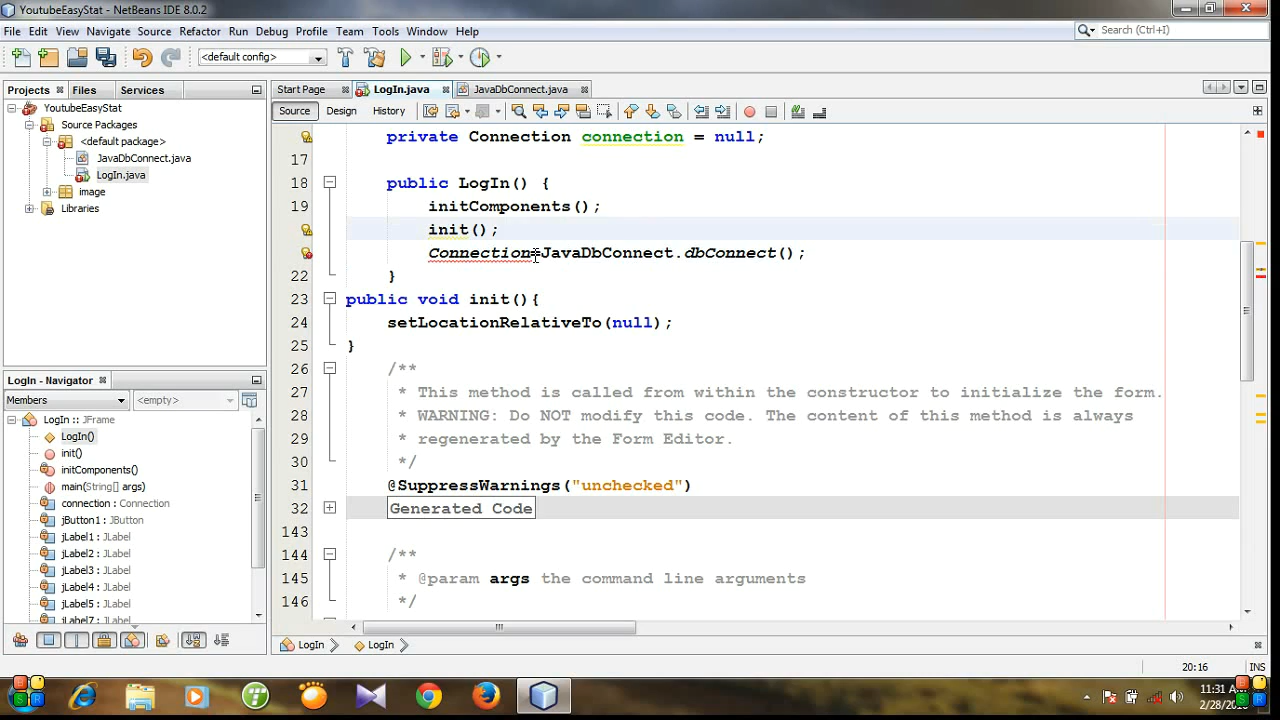 YoutubeEasyStat - NetBeans IDE 8.0.2
File Edit View Navigate Source Refactor Run Debug Profile Team Tools Window Help
Search (Ctrl+I)
<default config>
Projects Files Services
Start Page LogIn.java JavaDbConnect.java
Source Design History
YoutubeEasyStat
Source Packages
<default package>
JavaDbConnect.java
LogIn.java
image
Libraries
private Connection connection = null;
17
18 public LogIn() {
19 initComponents();
init();
Connection=JavaDbConnect.dbConnect();
22 }
23 public void init(){
24 setLocationRelativeTo(null);
25 }
26 /**
27 * This method is called from within the constructor to initialize the form.
28 * WARNING: Do NOT modify this code. The content of this method is always
29 * regenerated by the Form Editor.
30 */
31 @SuppressWarnings("unchecked")
32 Generated Code
143
144 /**
145 * @param args the command line arguments
146 */
LogIn - Navigator
Members <empty>
LogIn :: JFrame
LogIn()
init()
initComponents()
main(String[] args)
connection : Connection
jButton1 : JButton
jLabel1 : JLabel
jLabel2 : JLabel
jLabel3 : JLabel
jLabel4 : JLabel
jLabel5 : JLabel
jLabel7 : JLabel
LogIn LogIn
20:16 INS
11:31 AM